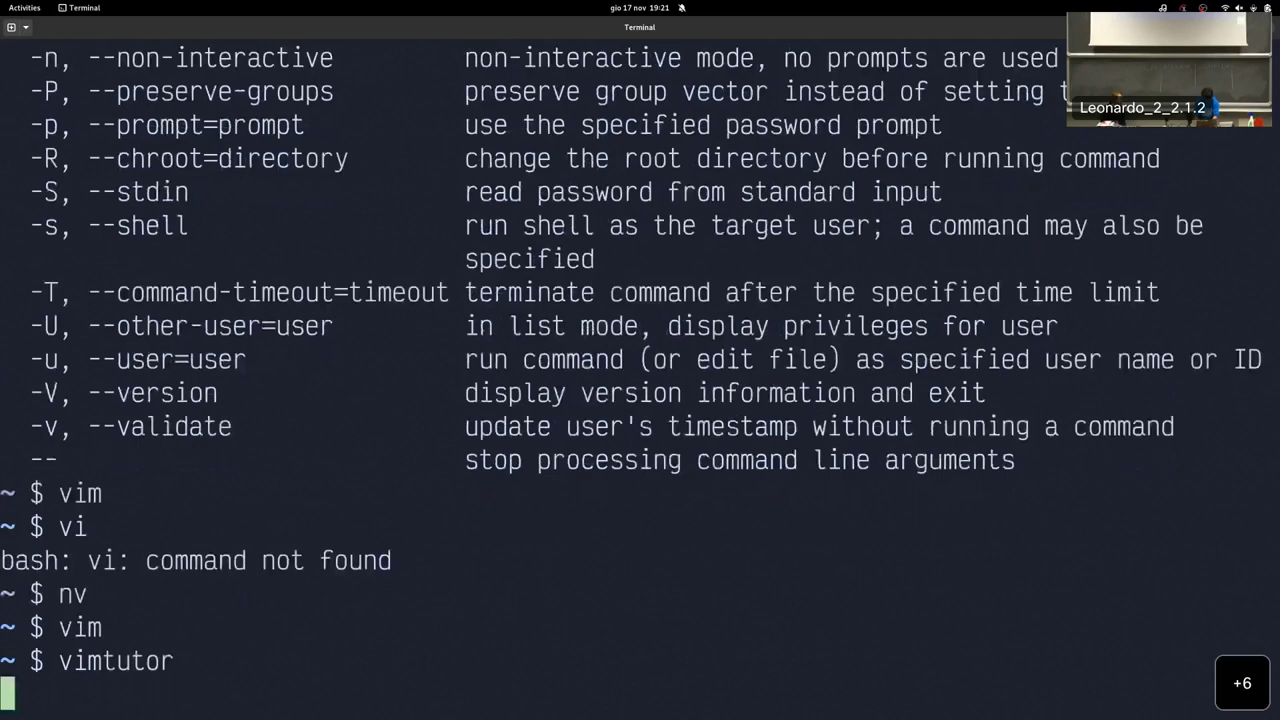 Activities Terminal gio 17 nov 19:21
Terminal
-n, --non-interactive non-interactive mode, no prompts are used
-P, --preserve-groups preserve group vector instead of setting t
-p, --prompt=prompt use the specified password prompt
-R, --chroot=directory change the root directory before running command
-S, --stdin read password from standard input
-s, --shell run shell as the target user; a command may also be
specified
-T, --command-timeout=timeout terminate command after the specified time limit
-U, --other-user=user in list mode, display privileges for user
-u, --user=user run command (or edit file) as specified user name or ID
-V, --version display version information and exit
-v, --validate update user's timestamp without running a command
-- stop processing command line arguments
~ $ vim
~ $ vi
bash: vi: command not found
~ $ nv
~ $ vim
~ $ vimtutor
Leonardo_2_2.1.2
+6